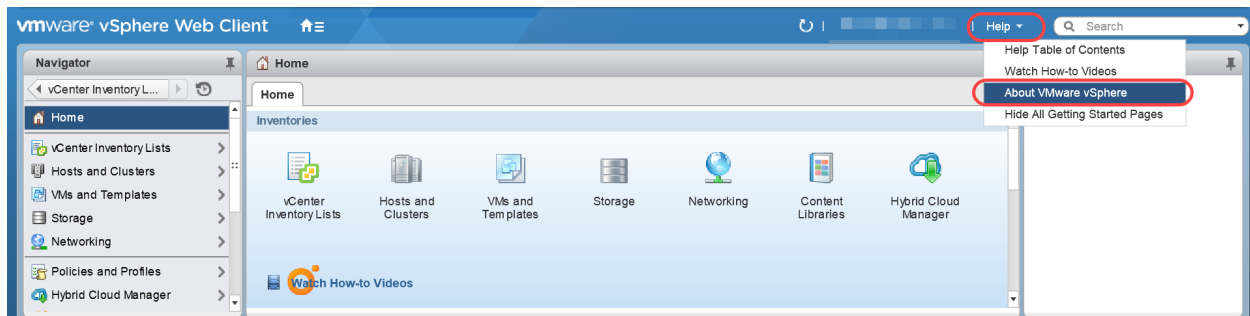 vmware® vSphere Web Client
Help
Search
Navigator
vCenter Inventory L...
Home
vCenter Inventory Lists
Hosts and Clusters
VMs and Templates
Storage
Networking
Policies and Profiles
Hybrid Cloud Manager
Home
Home
Inventories
vCenter
Inventory Lists
Hosts and
Clusters
VMs and
Templates
Storage
Networking
Content
Libraries
Hybrid Cloud
Manager
Watch How-to Videos
Help Table of Contents
Watch How-to Videos
About VMware vSphere
Hide All Getting Started Pages